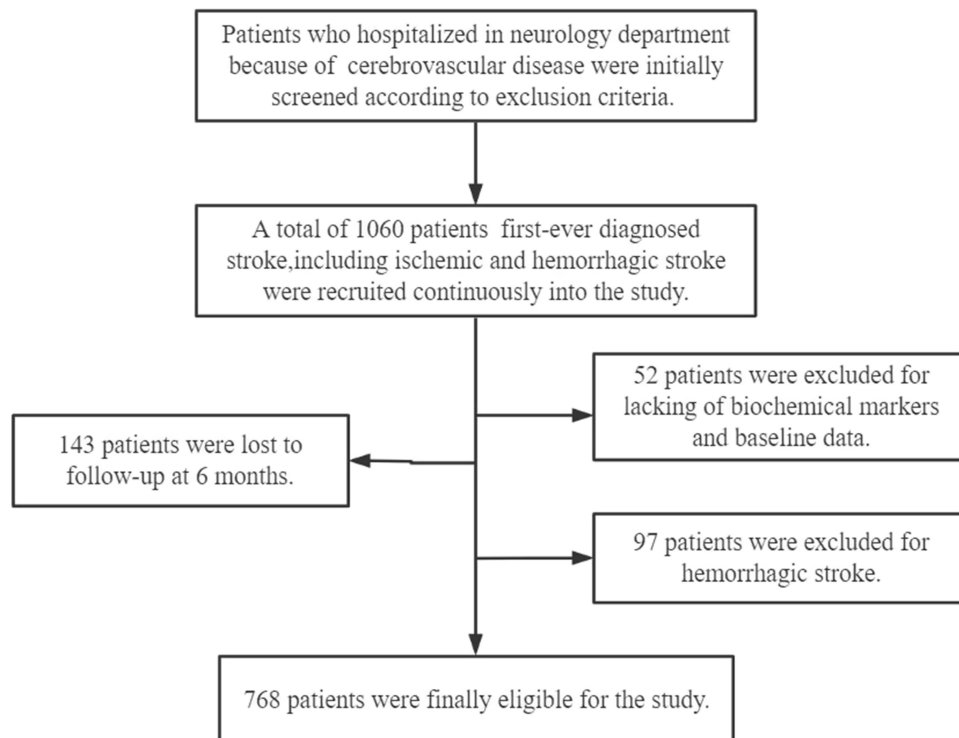 Patients who hospitalized in neurology department
because of cerebrovascular disease were initially
screened according to exclusion criteria.
A total of 1060 patients first-ever diagnosed
stroke,including ischemic and hemorrhagic stroke
were recruited continuously into the study.
52 patients were excluded for
lacking of biochemical markers
and baseline data.
143 patients were lost to
follow-up at 6 months.
97 patients were excluded for
hemorrhagic stroke.
768 patients were finally eligible for the study.